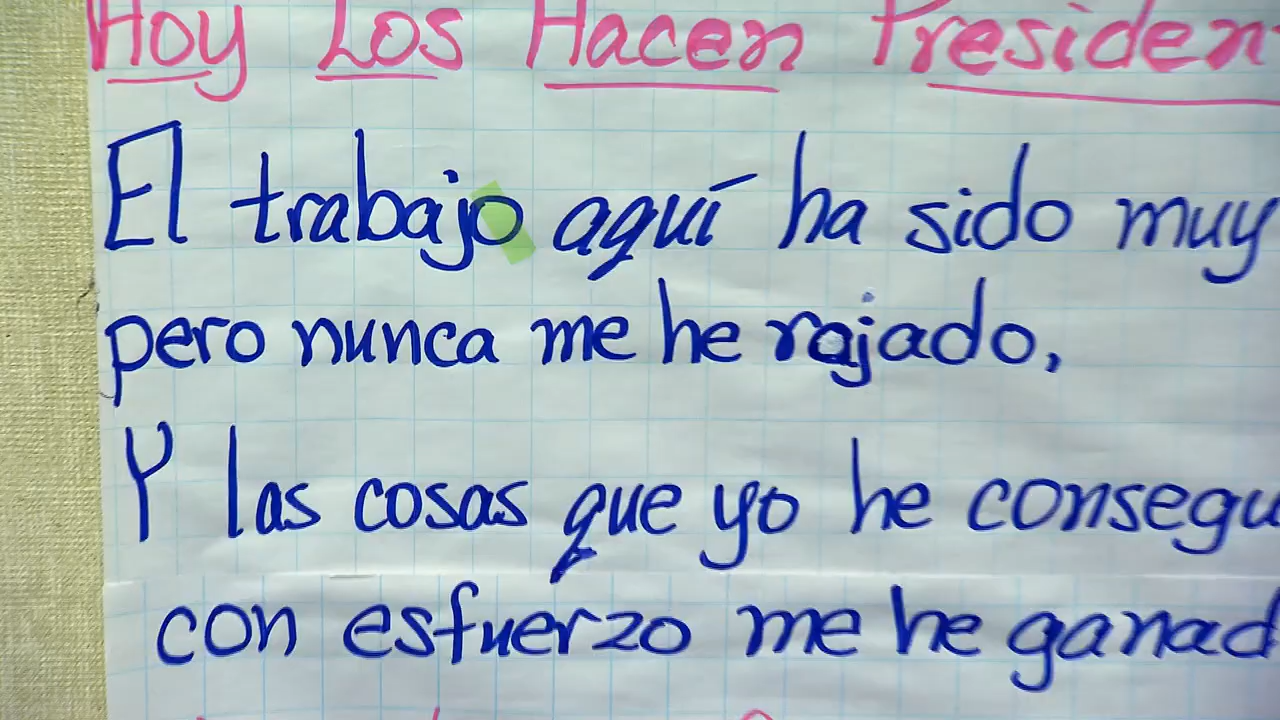 Hoy Los Hacen Presiden
El trabajo aquí ha sido muy
pero nunca me he rajado,
Y las cosas que yo he consegu
con esfuerzo me he ganad